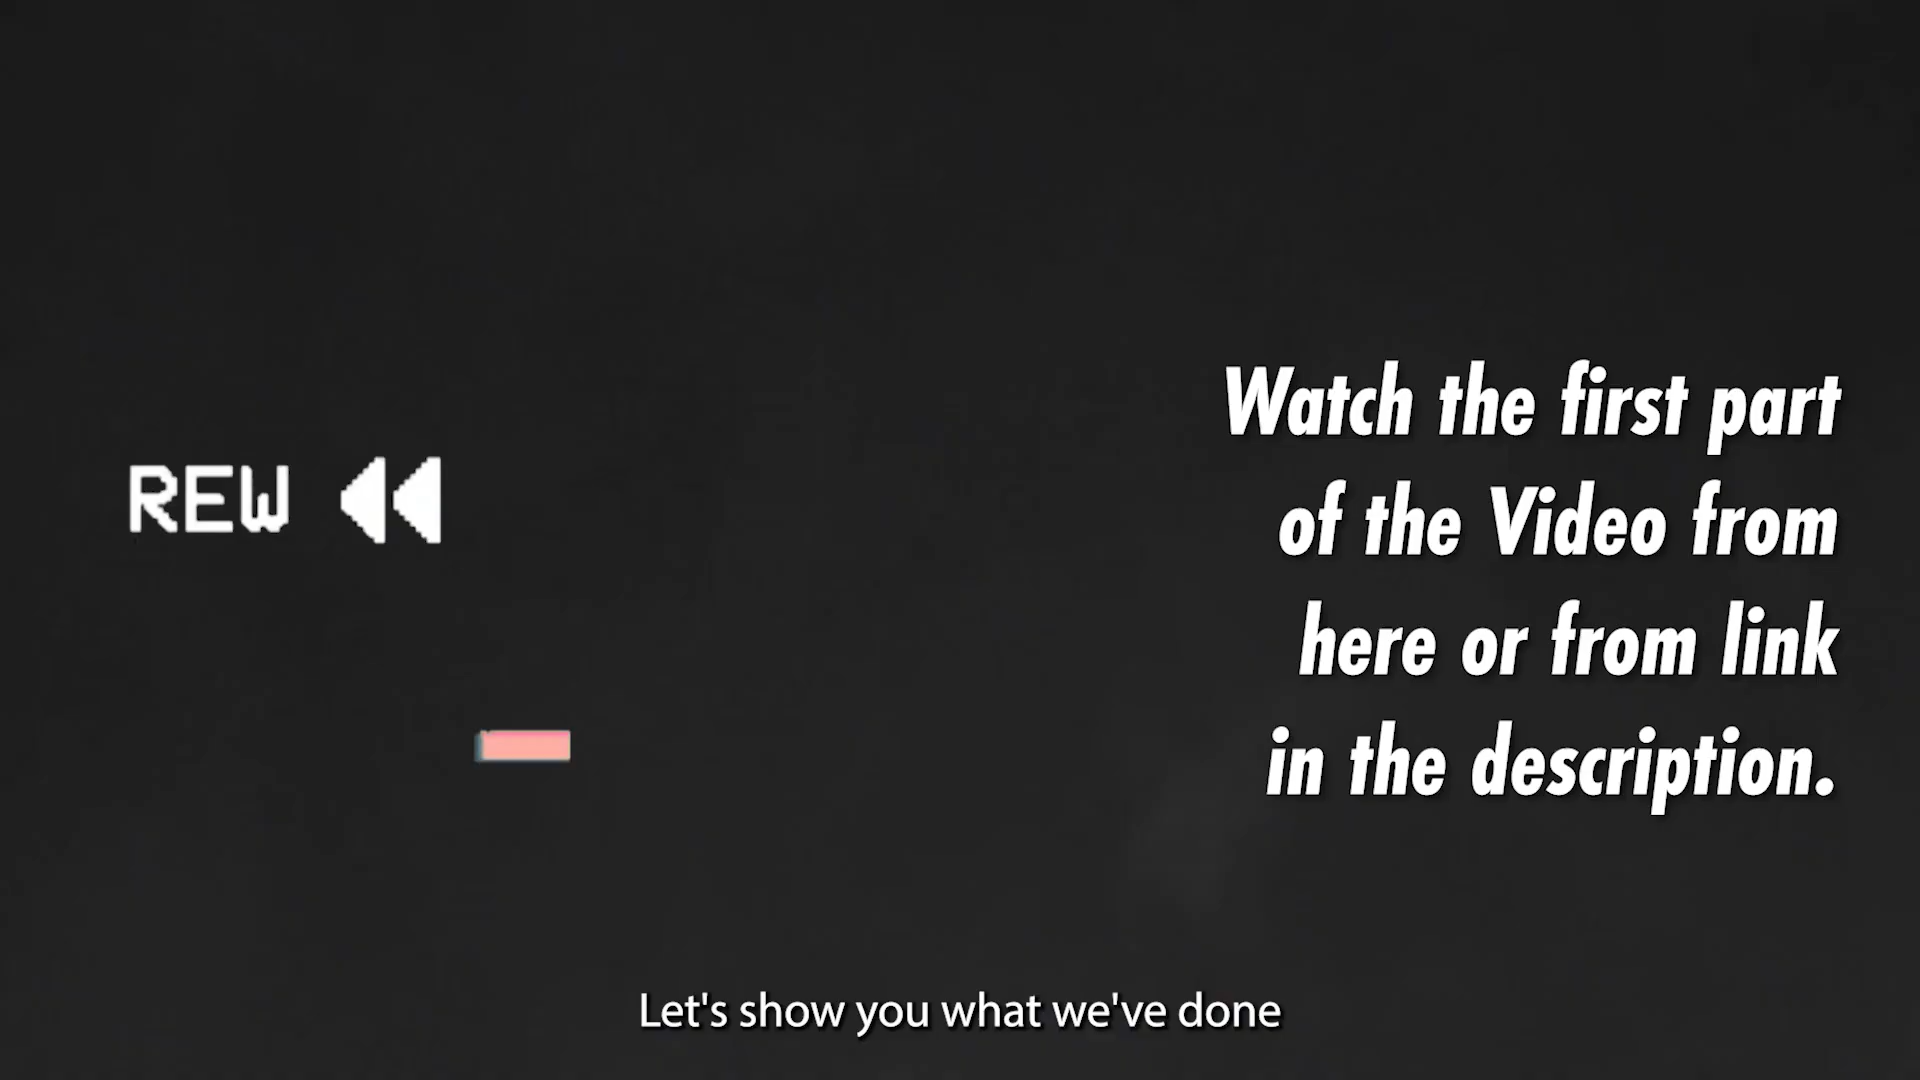 REW
Watch the first part
of the Video from
here or from link
in the description.
Let's show you what we've done